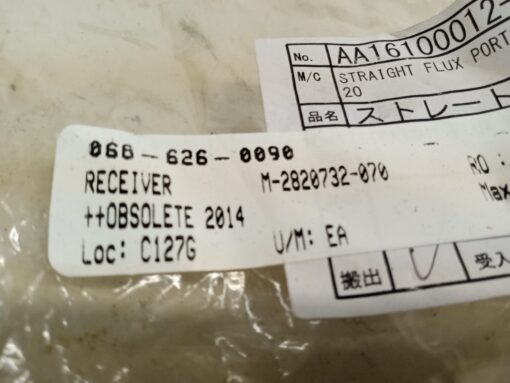 No. AA16100012-
M/C STRAIGHT FLUX PORT
20
品名 ストレート
068-626-0090
RECEIVER M-2820732-070 RO :
++OBSOLETE 2014 Max
Loc: C127G U/M: EA
搬出 受入